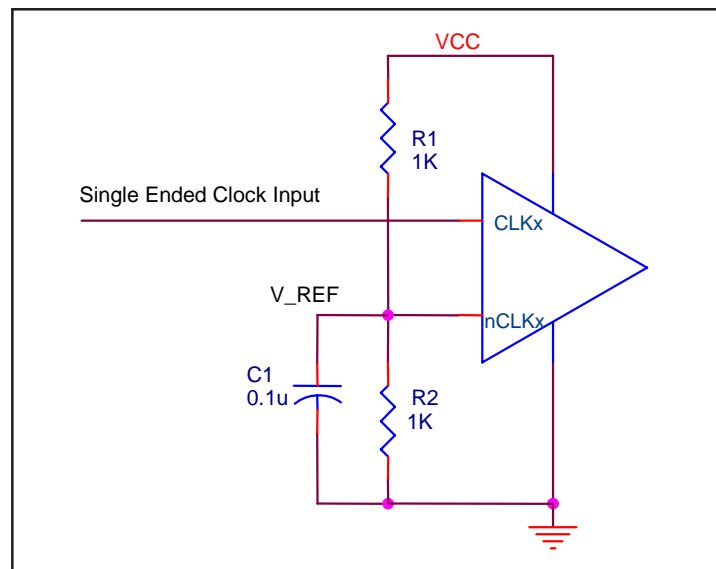 VCC
R1
1K
Single Ended Clock Input
CLKx
V_REF
nCLKx
C1
0.1u
R2
1K